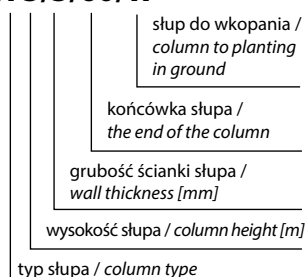 słup do wkopania /
column to planting
in ground
końcówka słupa /
the end of the column
grubość ścianki słupa /
wall thickness [mm]
wysokość słupa / column height [m]
typ słupa / column type